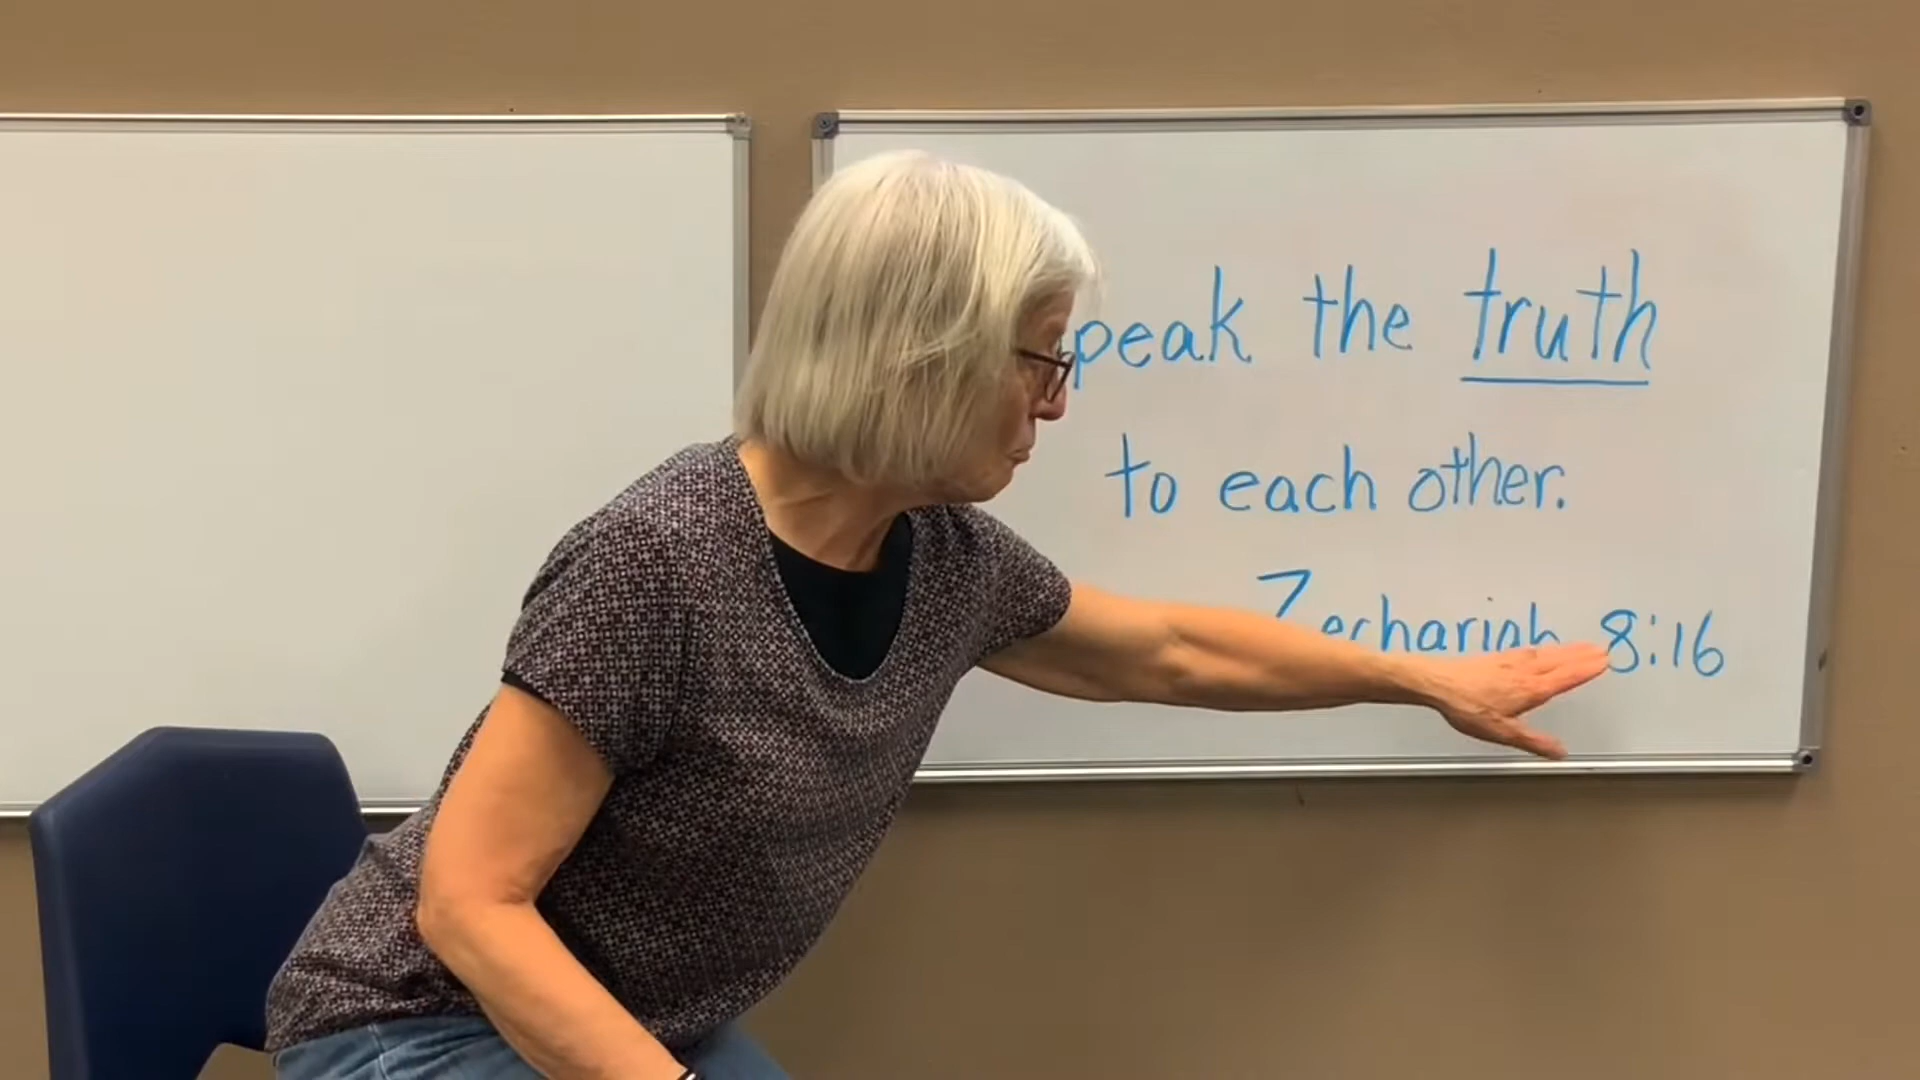 peak the truth
to each other.
Zechariah 8:16